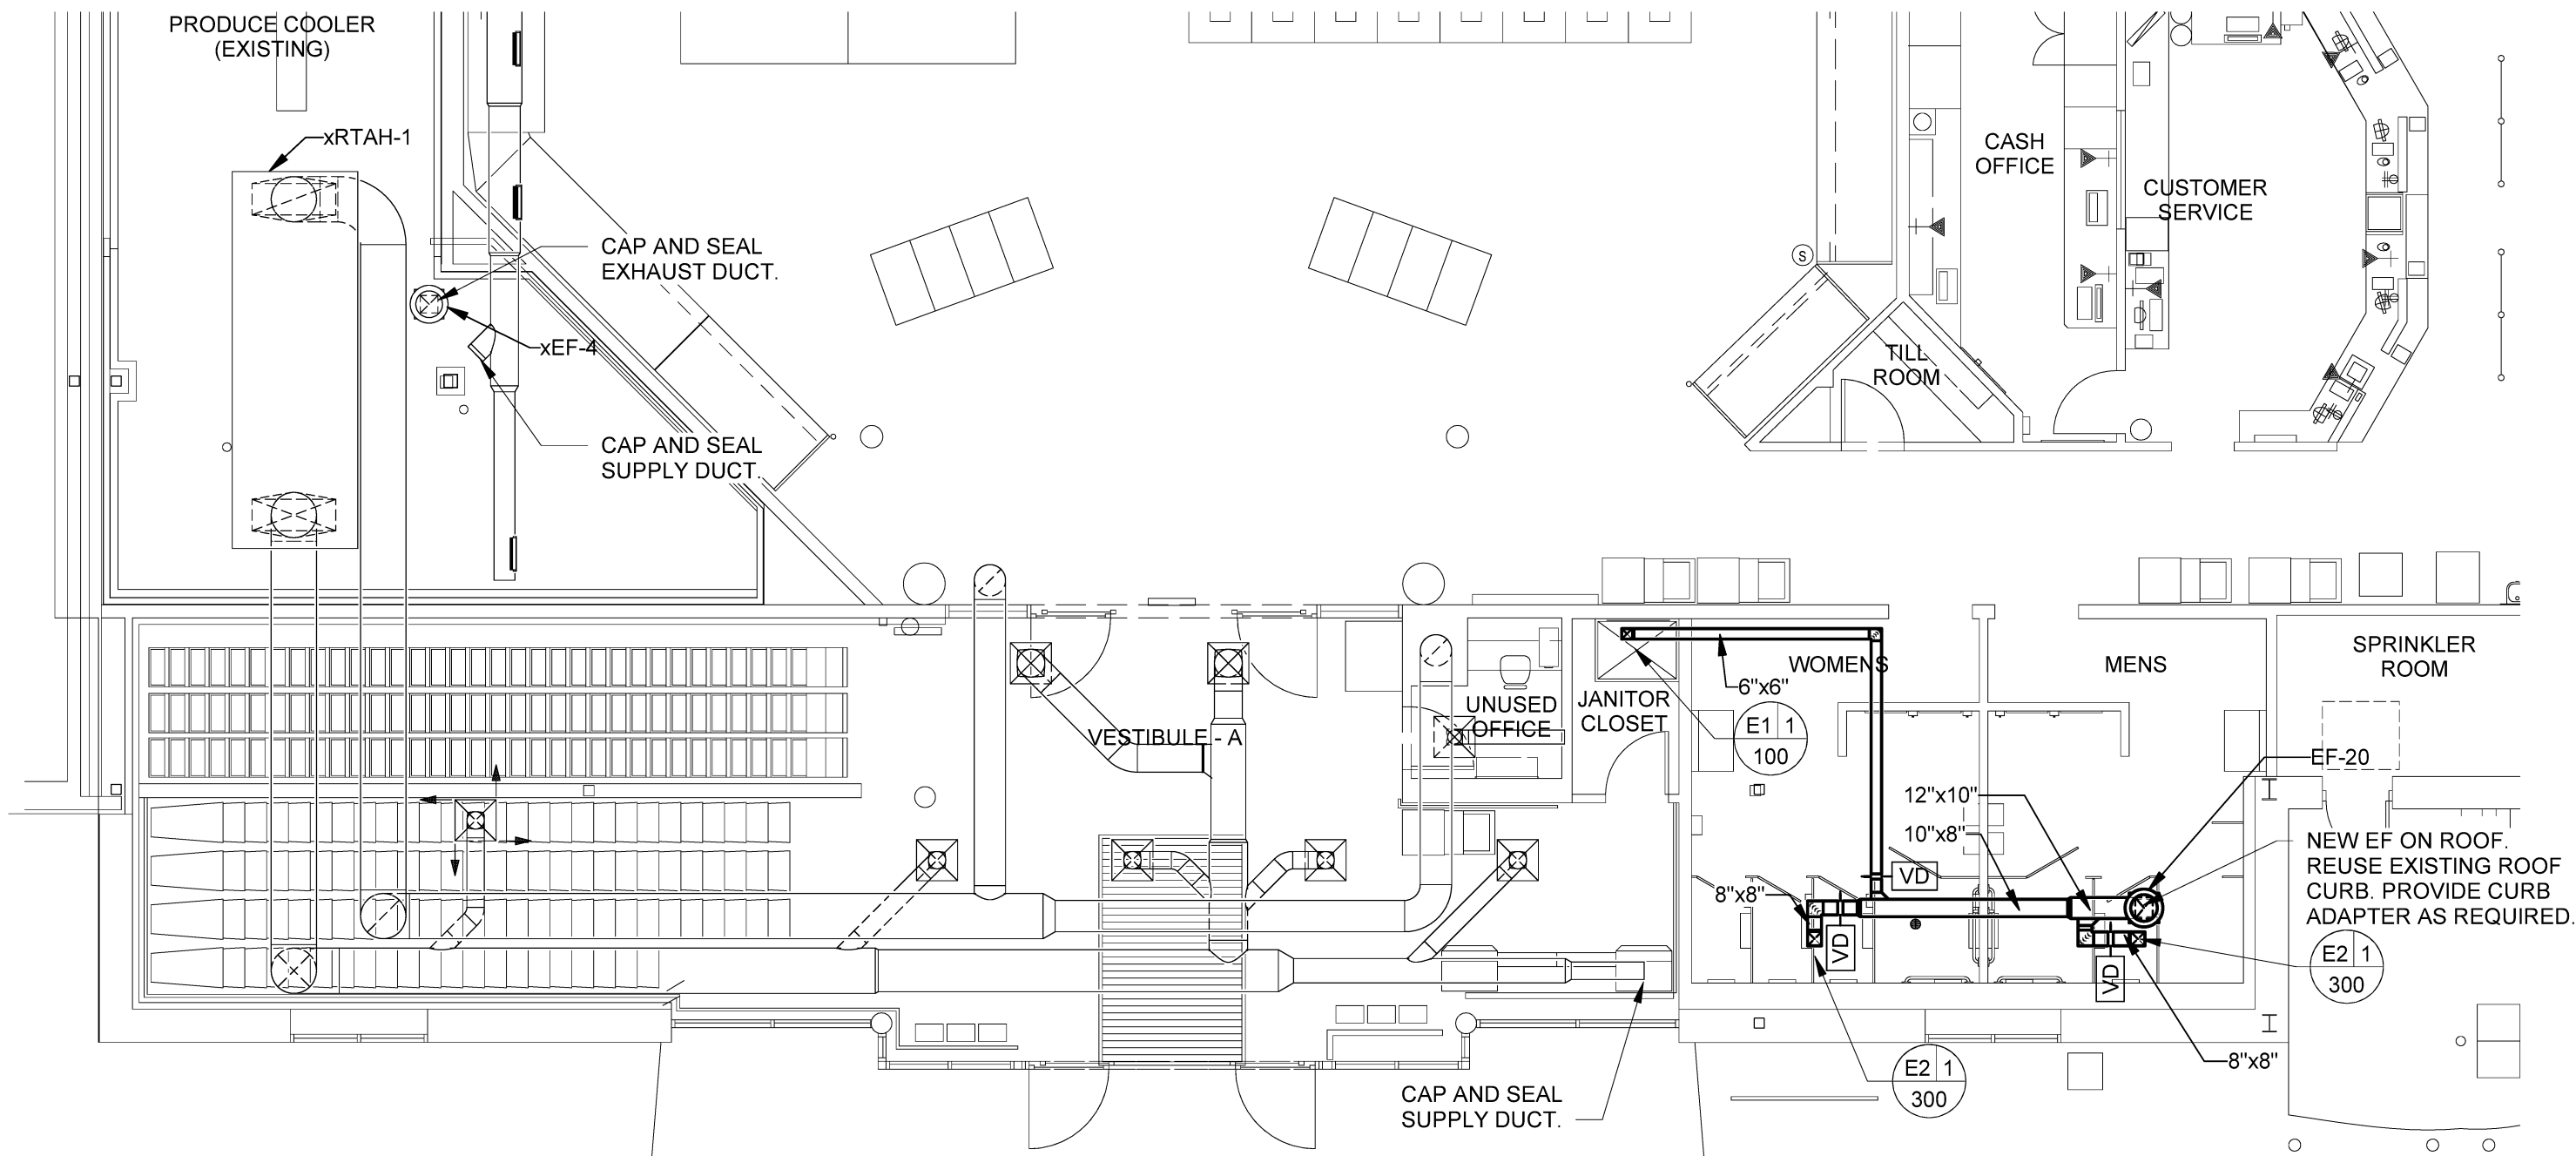 PRODUCE COOLER
(EXISTING)
xRTAH-1
CAP AND SEAL
EXHAUST DUCT.
xEF-4
CAP AND SEAL
SUPPLY DUCT.
CASH
OFFICE
CUSTOMER
SERVICE
S
TILL
ROOM
VESTIBULE - A
UNUSED
OFFICE
JANITOR
CLOSET
WOMENS
MENS
SPRINKLER
ROOM
6"x6"
E1 1
100
EF-20
12"x10"
10"x8"
VD
8"x8"
VD
VD
NEW EF ON ROOF.
REUSE EXISTING ROOF
CURB. PROVIDE CURB
ADAPTER AS REQUIRED.
E2 1
300
8"x8"
E2 1
300
CAP AND SEAL
SUPPLY DUCT.